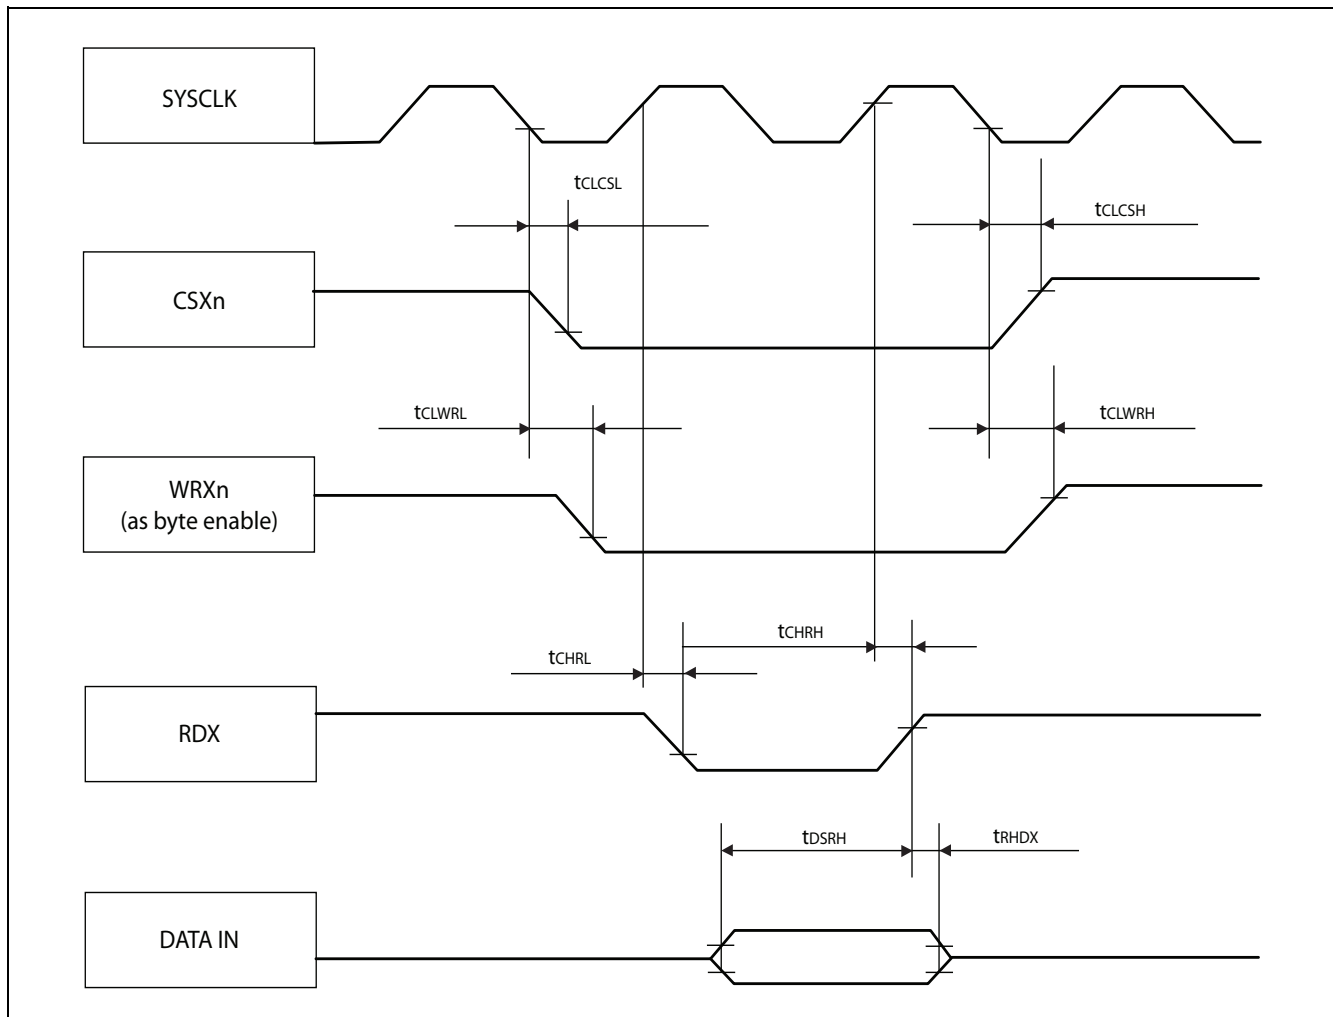 SYSCLK
tCLCSL
tCLCSH
CSXn
tCLWRL
tCLWRH
WRXn
(as byte enable)
tCHRH
tCHRL
RDX
tDSRH
tRHDX
DATA IN